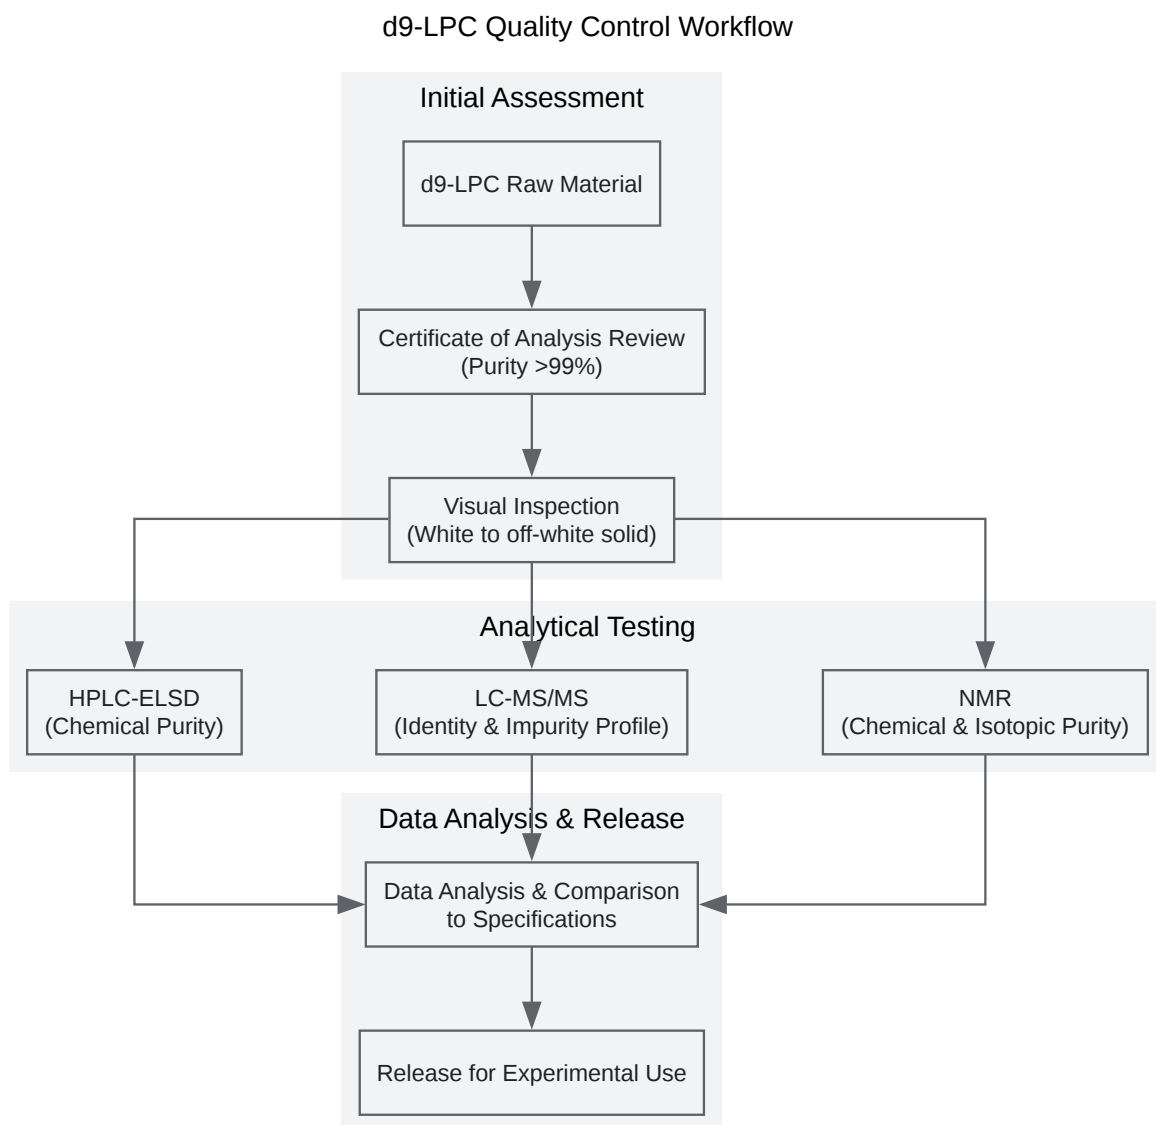 d9-LPC Quality Control Workflow
Initial Assessment
d9-LPC Raw Material
Certificate of Analysis Review
(Purity >99%)
Visual Inspection
(White to off-white solid)
Analytical Testing
HPLC-ELSD
(Chemical Purity)
LC-MS/MS
(Identity & Impurity Profile)
NMR
(Chemical & Isotopic Purity)
Data Analysis & Release
Data Analysis & Comparison
to Specifications
Release for Experimental Use